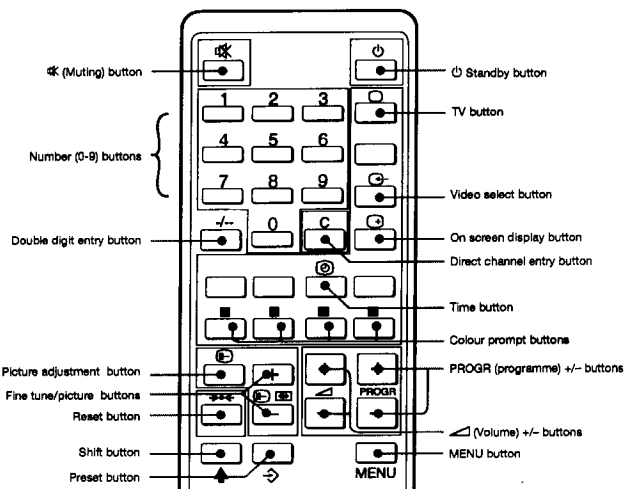 (Muting) button
Standby button
1 2 3
TV button
4 5 6
Number (0-9) buttons
7 8 9
Video select button
-/-- 0 C
Double digit entry button
On screen display button
Direct channel entry button
Time button
Colour prompt buttons
Picture adjustment button
PROGR (programme) +/– buttons
Fine tune/picture buttons
PROGR
Reset button
(Volume) +/– buttons
Shift button
MENU button
Preset button
MENU